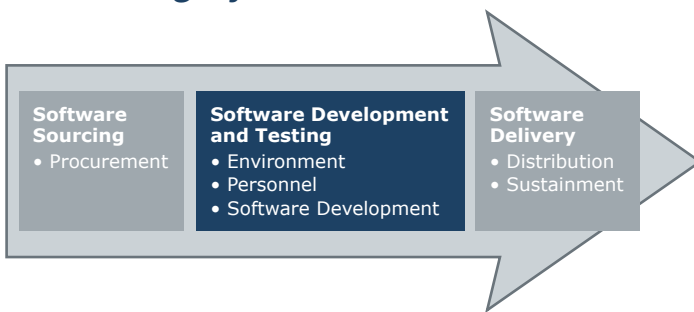 Software
Sourcing
• Procurement
Software Development
and Testing
• Environment
• Personnel
• Software Development
Software
Delivery
• Distribution
• Sustainment